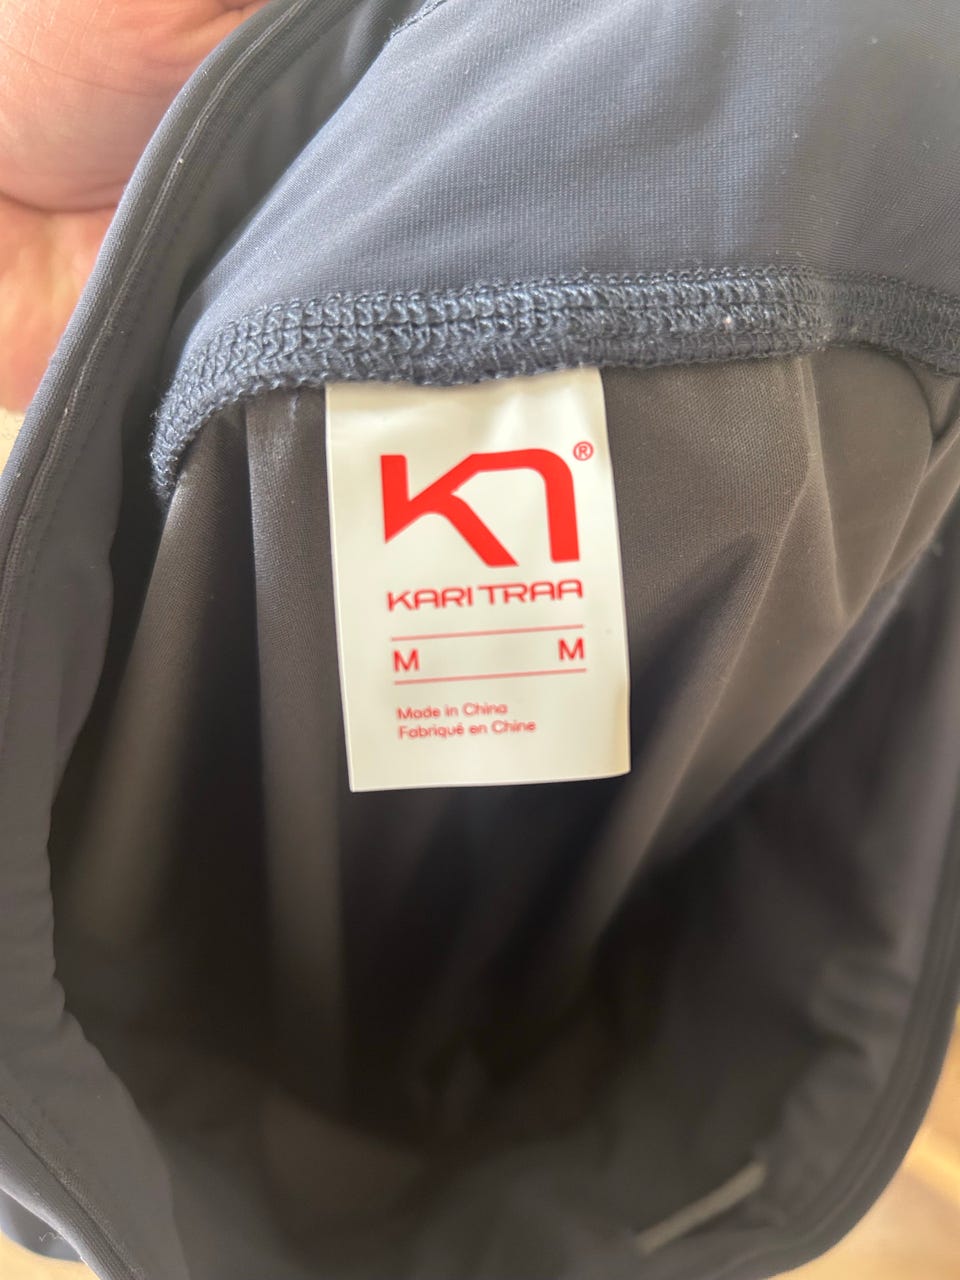 ®
KARI TRAA
M M
Made in China
Fabriqué en Chine